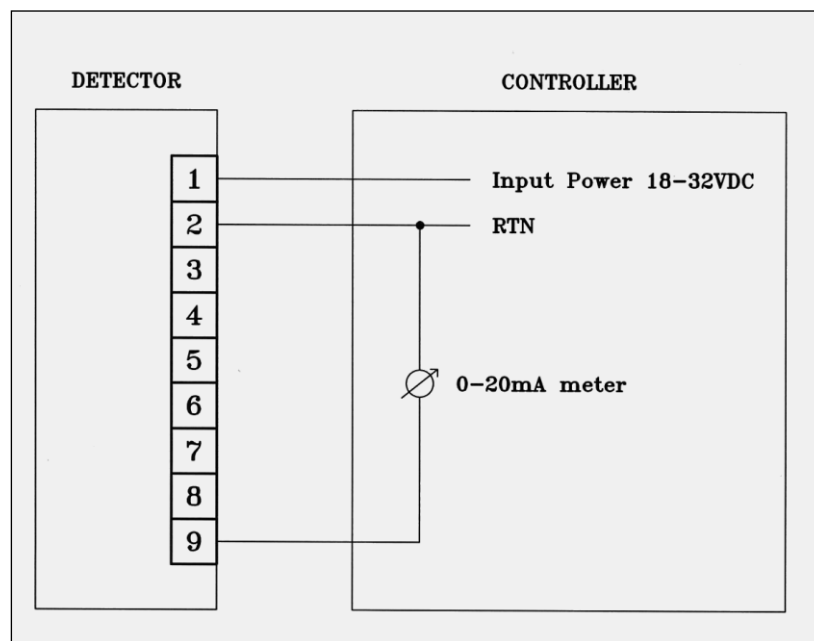 DETECTOR
CONTROLLER
1
Input Power 18-32VDC
2
RTN
3
4
5
0-20mA meter
6
7
8
9